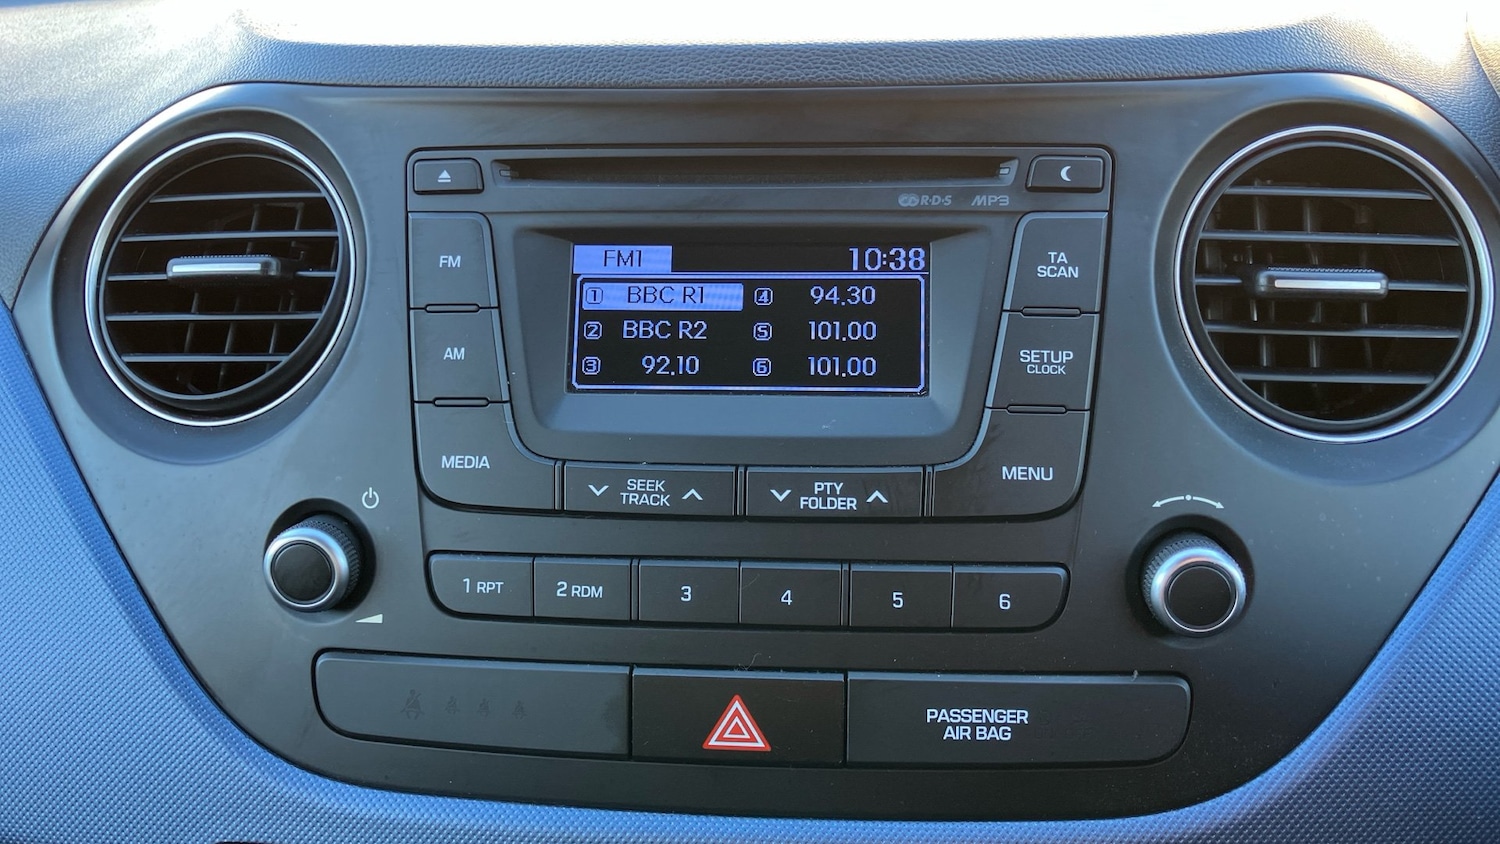 R·D·S MP3
FM
TA
SCAN
FM1 10:38
1 BBC R1 4 94.30
2 BBC R2 5 101.00
3 92.10 6 101.00
AM
SETUP
CLOCK
MEDIA
MENU
SEEK
TRACK
PTY
FOLDER
1 RPT 2 RDM 3 4 5 6
PASSENGER
AIR BAG